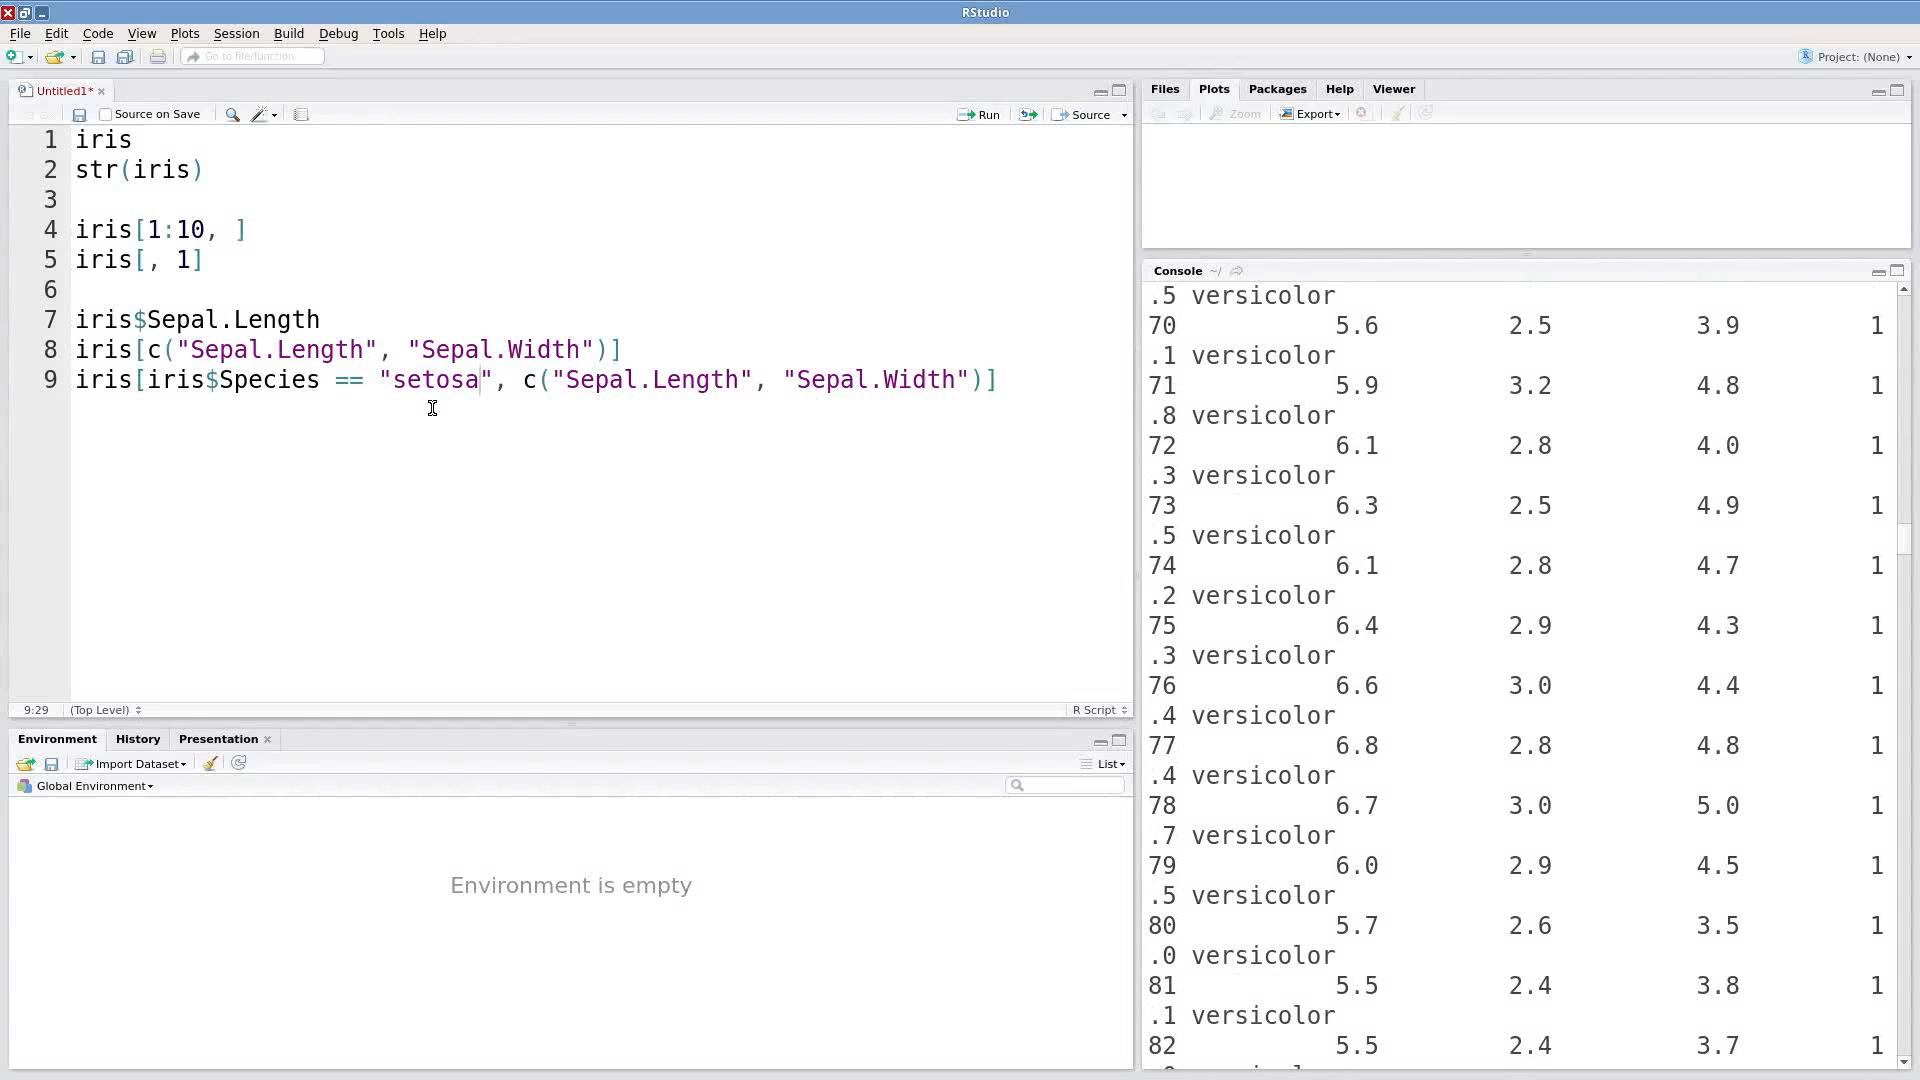 RStudio
File Edit Code View Plots Session Build Debug Tools Help
Go to file/function Project: (None)
Untitled1*
Source on Save Run Source
1 iris
2 str(iris)
3
4 iris[1:10, ]
5 iris[, 1]
6
7 iris$Sepal.Length
8 iris[c("Sepal.Length", "Sepal.Width")]
9 iris[iris$Species == "setosa", c("Sepal.Length", "Sepal.Width")]
9:29 (Top Level) R Script
Environment History Presentation
Import Dataset List
Global Environment
Environment is empty
Files Plots Packages Help Viewer
Zoom Export
Console ~/
.5 versicolor
70 5.6 2.5 3.9 1
.1 versicolor
71 5.9 3.2 4.8 1
.8 versicolor
72 6.1 2.8 4.0 1
.3 versicolor
73 6.3 2.5 4.9 1
.5 versicolor
74 6.1 2.8 4.7 1
.2 versicolor
75 6.4 2.9 4.3 1
.3 versicolor
76 6.6 3.0 4.4 1
.4 versicolor
77 6.8 2.8 4.8 1
.4 versicolor
78 6.7 3.0 5.0 1
.7 versicolor
79 6.0 2.9 4.5 1
.5 versicolor
80 5.7 2.6 3.5 1
.0 versicolor
81 5.5 2.4 3.8 1
.1 versicolor
82 5.5 2.4 3.7 1